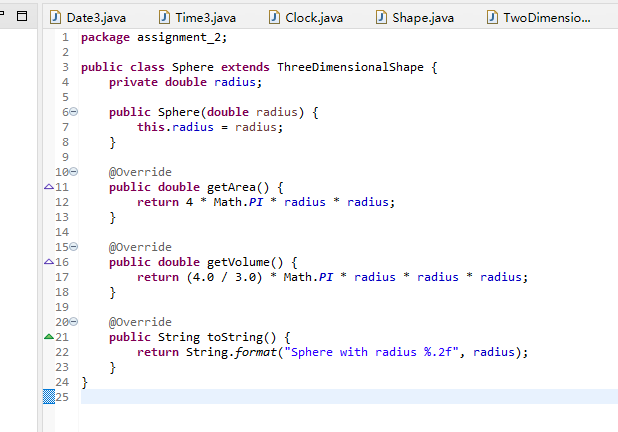 Date3.java Time3.java Clock.java Shape.java TwoDimensio...
1 package assignment_2;
2
3 public class Sphere extends ThreeDimensionalShape {
4     private double radius;
5
6     public Sphere(double radius) {
7         this.radius = radius;
8     }
9
10     @Override
11     public double getArea() {
12         return 4 * Math.PI * radius * radius;
13     }
14
15     @Override
16     public double getVolume() {
17         return (4.0 / 3.0) * Math.PI * radius * radius * radius;
18     }
19
20     @Override
21     public String toString() {
22         return String.format("Sphere with radius %.2f", radius);
23     }
24 }
25